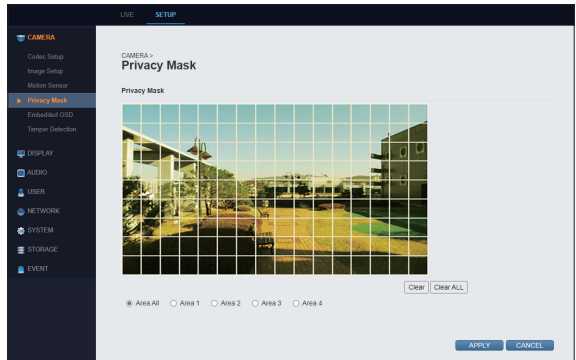 LIVE SETUP
CAMERA
Codec Setup
Image Setup
Motion Sensor
Privacy Mask
Embedded OSD
Tamper Detection
DISPLAY
AUDIO
USER
NETWORK
SYSTEM
STORAGE
EVENT
CAMERA >
Privacy Mask
Privacy Mask
Clear Clear ALL
Area All Area 1 Area 2 Area 3 Area 4
APPLY CANCEL